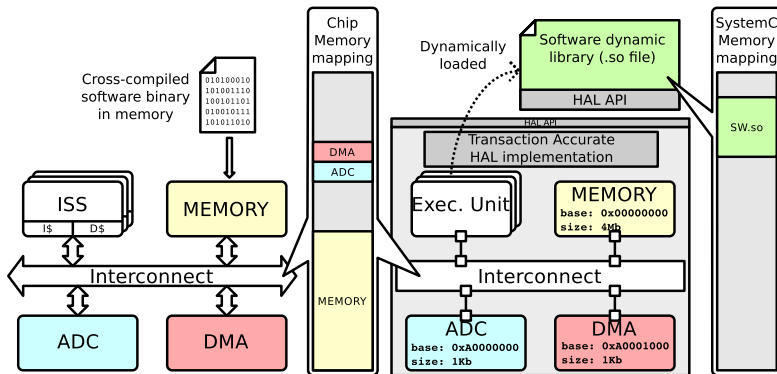 Cross-compiled
software binary
in memory
010100010
101001110
100101101
010010111
101011010
ISS
I$
D$
MEMORY
Interconnect
ADC
DMA
Chip
Memory
mapping
DMA
ADC
MEMORY
Dynamically
loaded
Software dynamic
library (.so file)
HAL API
HAL API
Transaction Accurate
HAL implementation
Exec. Unit
MEMORY
base: 0x00000000
size: 4Mb
Interconnect
ADC
base: 0xA0000000
size: 1Kb
DMA
base: 0xA0001000
size: 1Kb
SystemC
Memory
mapping
SW.so